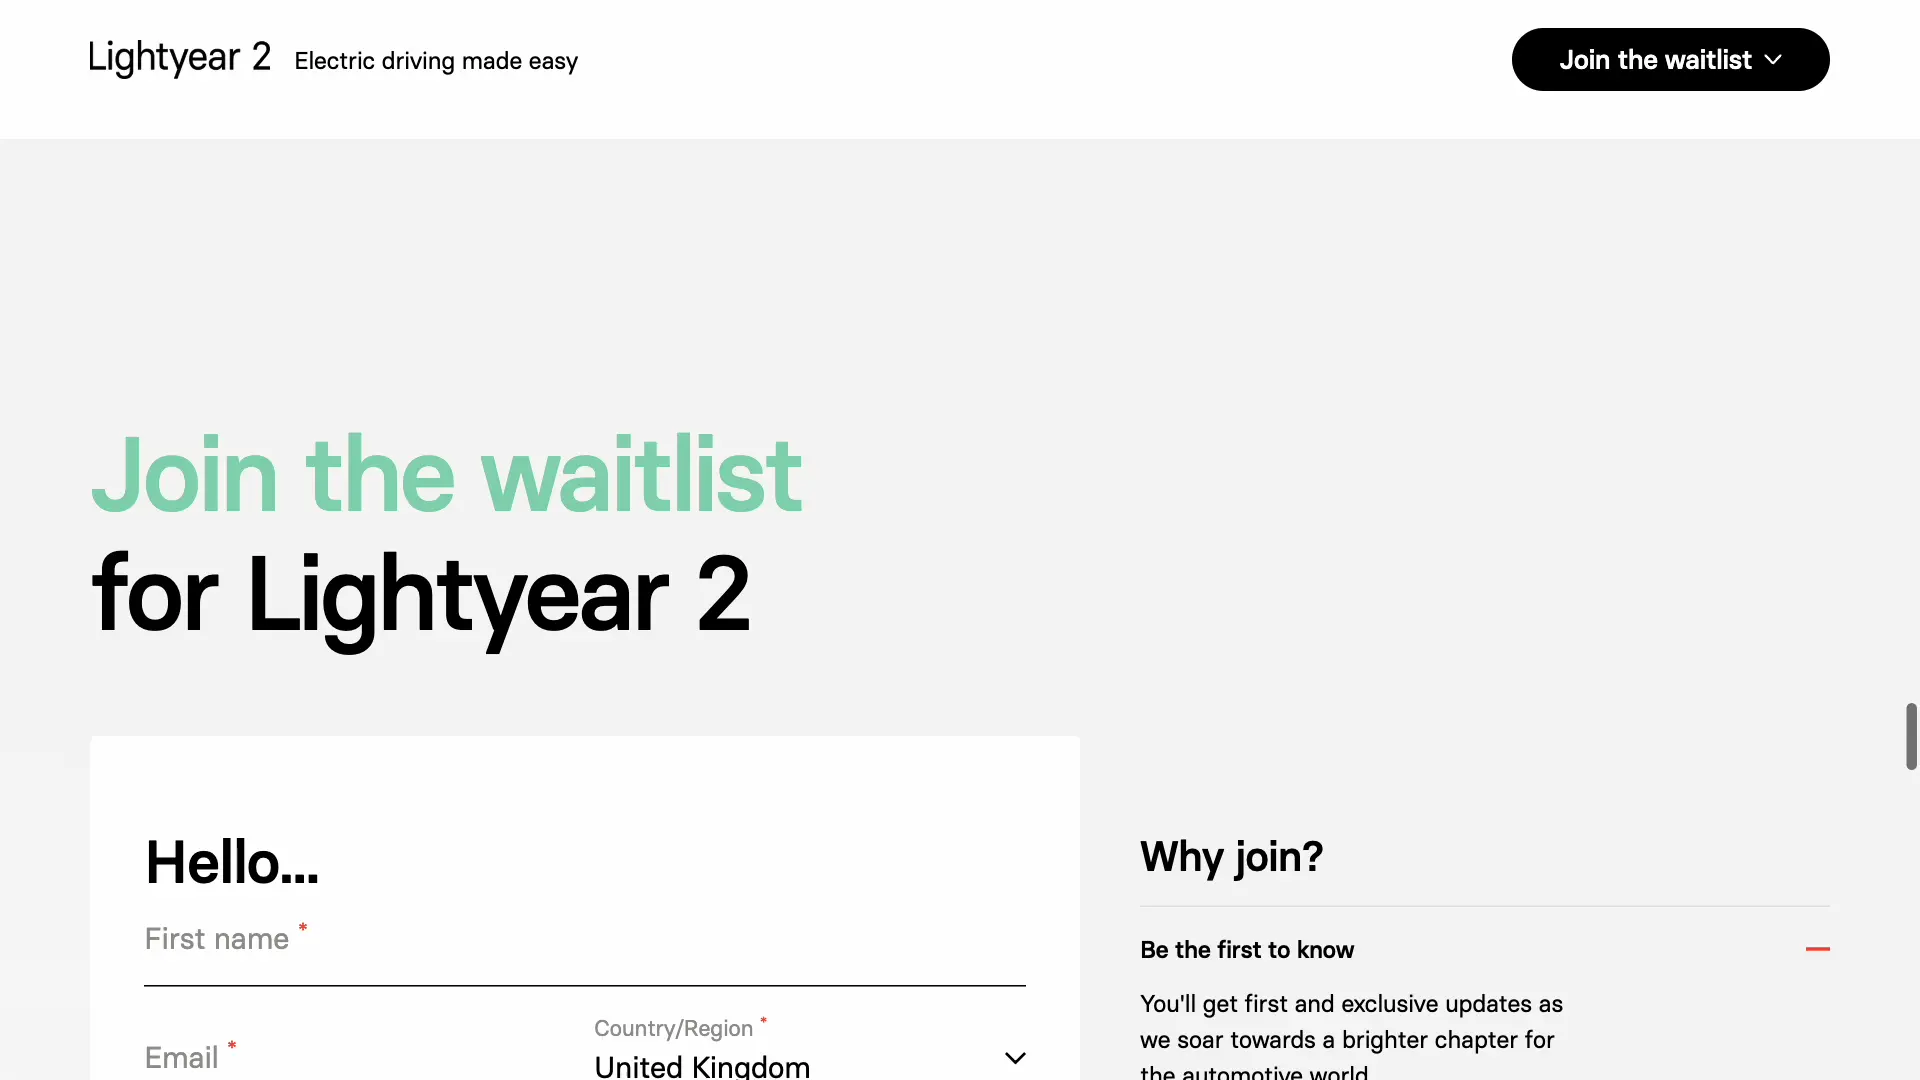 Lightyear 2 Electric driving made easy
Join the waitlist
Join the waitlist
for Lightyear 2
Hello...
First name *
Email *
Country/Region *
United Kingdom
Why join?
Be the first to know
You'll get first and exclusive updates as
we soar towards a brighter chapter for
the automotive world.